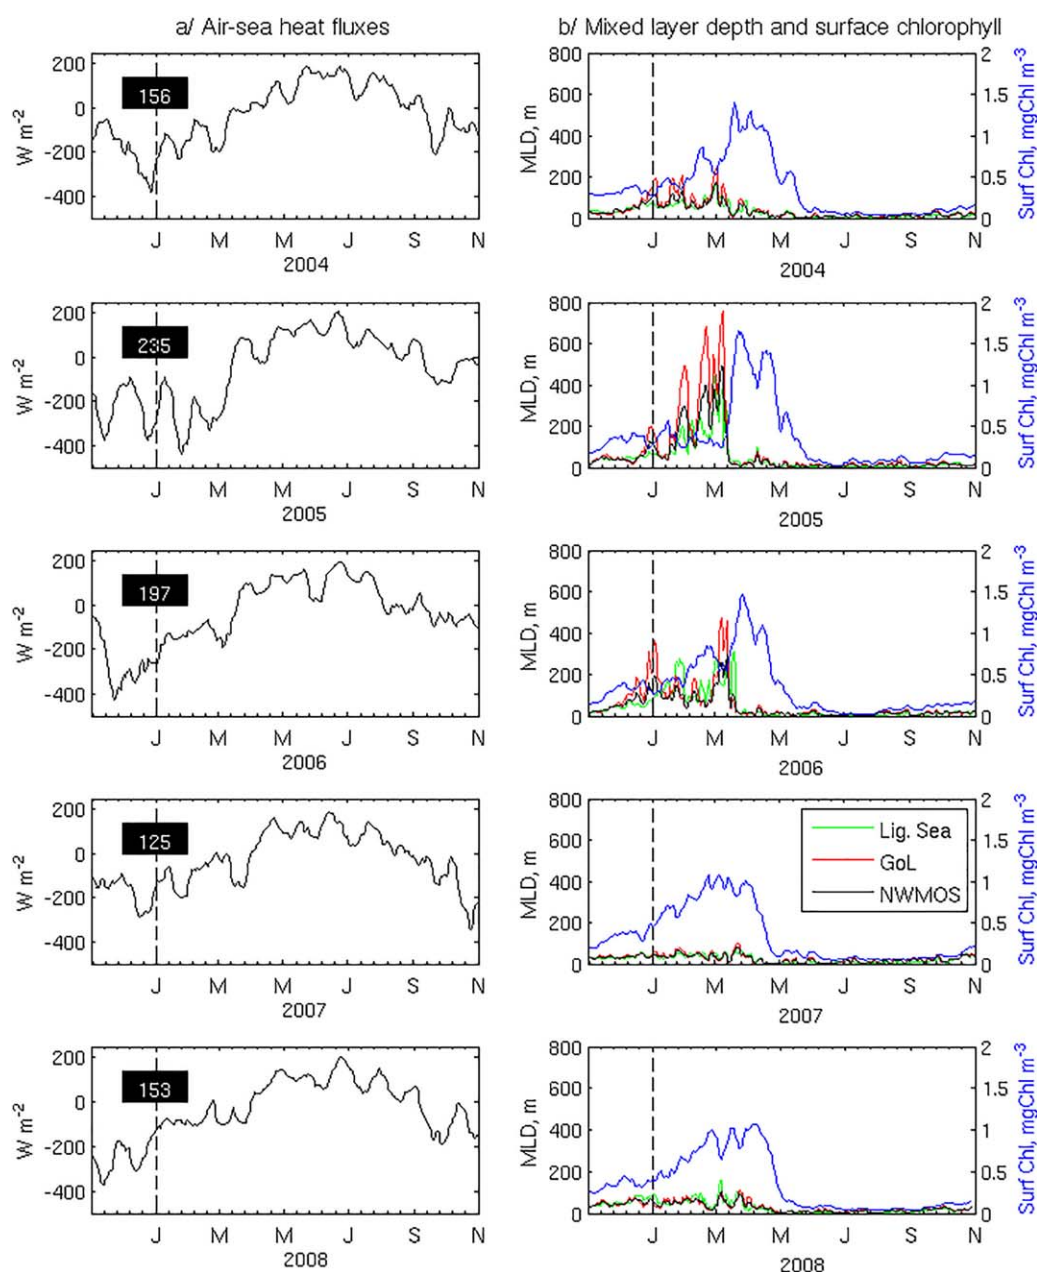 a/ Air-sea heat fluxes
b/ Mixed layer depth and surface chlorophyll
W m-2
200
0
-200
-400
156
J M M J S N
2004
MLD, m
800
600
400
200
0
2
1.5
1
0.5
0
Surf Chl, mgChl m-3
J M M J S N
2004
W m-2
200
0
-200
-400
235
J M M J S N
2005
MLD, m
800
600
400
200
0
2
1.5
1
0.5
0
Surf Chl, mgChl m-3
J M M J S N
2005
W m-2
200
0
-200
-400
197
J M M J S N
2006
MLD, m
800
600
400
200
0
2
1.5
1
0.5
0
Surf Chl, mgChl m-3
J M M J S N
2006
W m-2
200
0
-200
-400
125
J M M J S N
2007
MLD, m
800
600
400
200
0
Lig. Sea
GoL
NWMOS
2
1.5
1
0.5
0
Surf Chl, mgChl m-3
J M M J S N
2007
W m-2
200
0
-200
-400
153
J M M J S N
2008
MLD, m
800
600
400
200
0
2
1.5
1
0.5
0
Surf Chl, mgChl m-3
J M M J S N
2008